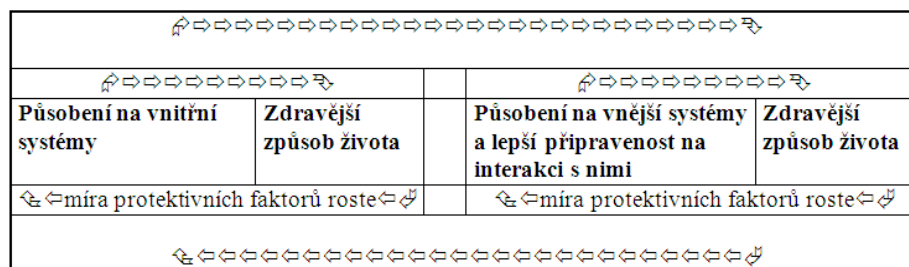 Působení na vnitřní
systémy
Zdravější
způsob života
Působení na vnější systémy
a lepší připravenost na
interakci s nimi
Zdravější
způsob života
míra protektivních faktorů roste
míra protektivních faktorů roste